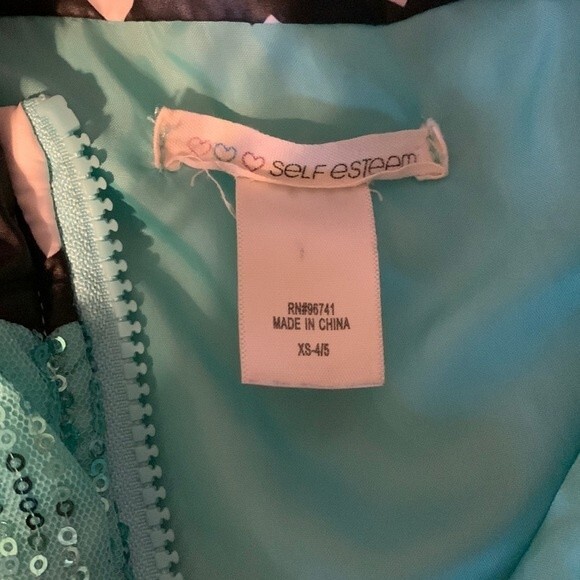 self esteem
RN#96741
MADE IN CHINA
XS-4/5